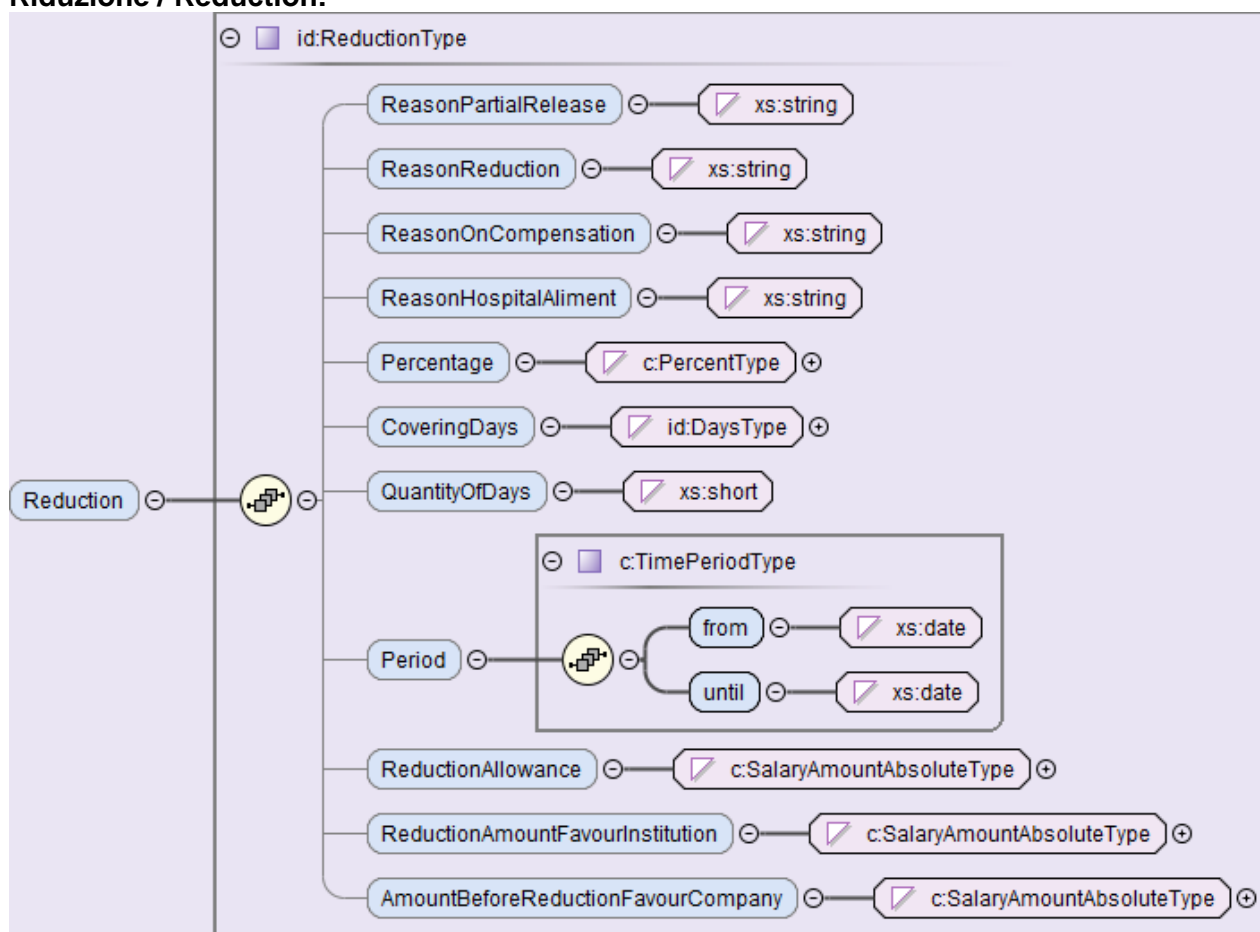 Riduzione / Reduction:
id:ReductionType
ReasonPartialRelease xs:string
ReasonReduction xs:string
ReasonOnCompensation xs:string
ReasonHospitalAliment xs:string
Percentage c:PercentType
CoveringDays id:DaysType
Reduction
QuantityOfDays xs:short
c:TimePeriodType
from xs:date
Period
until xs:date
ReductionAllowance c:SalaryAmountAbsoluteType
ReductionAmountFavourInstitution c:SalaryAmountAbsoluteType
AmountBeforeReductionFavourCompany c:SalaryAmountAbsoluteType